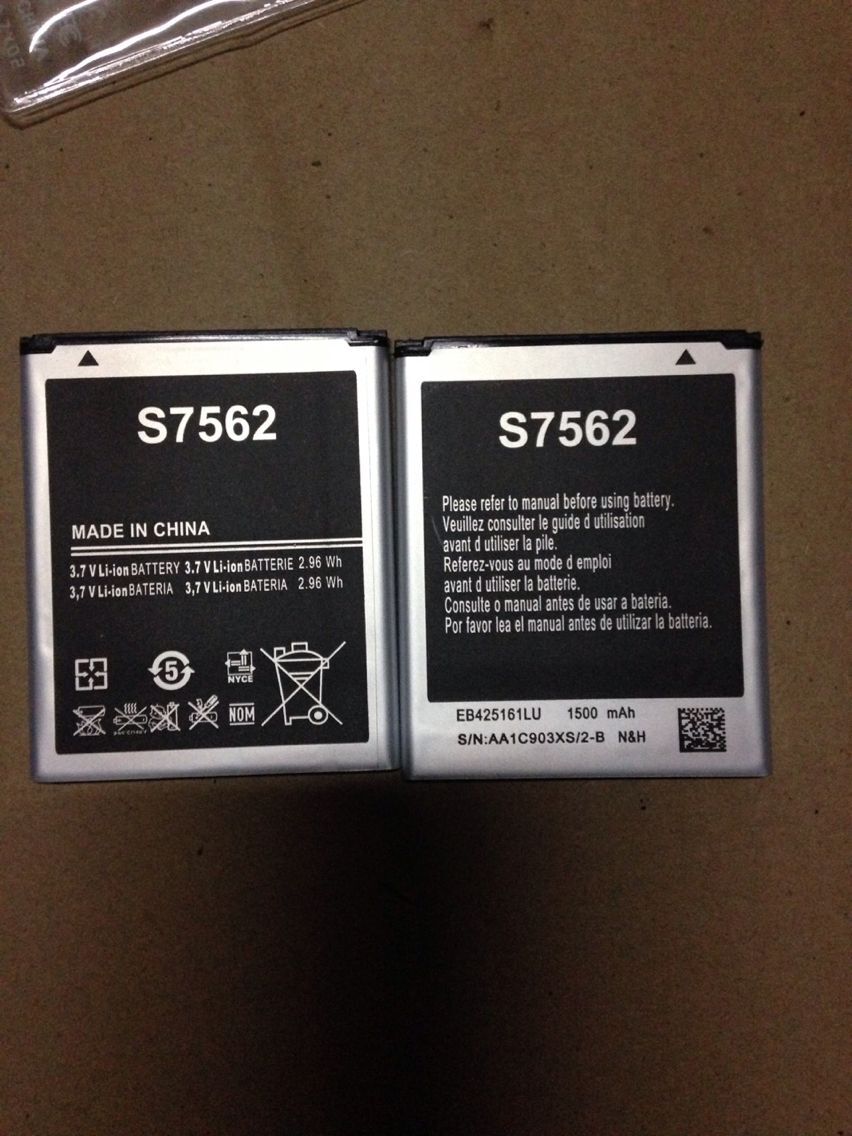 S7562
MADE IN CHINA
3.7 V Li-ion BATTERY 3.7 V Li-ion BATTERIE 2.96 Wh
3,7 V Li-ion BATERIA 3,7 V Li-ion BATERIA 2.96 Wh
5
NYCE
NOM
S7562
Please refer to manual before using battery.
Veuillez consulter le guide d utilisation
avant d utiliser la pile.
Referez-vous au mode d emploi
avant d utiliser la batterie.
Consulte o manual antes de usar a bateria.
Por favor lea el manual antes de utilizar la batteria.
EB425161LU 1500 mAh
S/N:AA1C903XS/2-B N&H